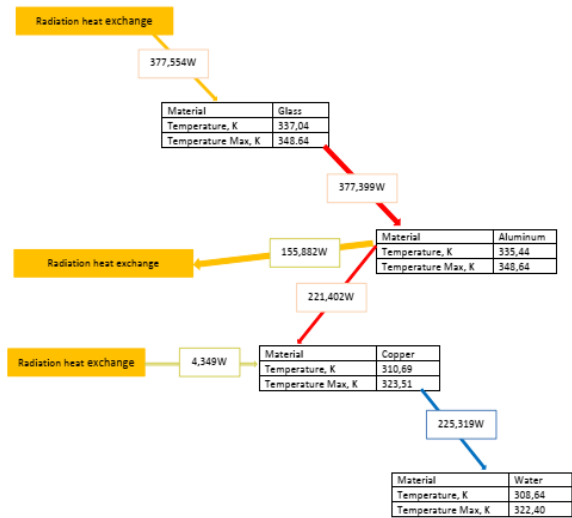 Radiation heat exchange
377,554W
Material Glass
Temperature, K 337,04
Temperature Max, K 348.64
377,399W
Material Aluminum
Temperature, K 335,44
Temperature Max, K 348,64
155,882W
Radiation heat exchange
221,402W
Radiation heat exchange
4,349W
Material Copper
Temperature, K 310,69
Temperature Max, K 323,51
225,319W
Material Water
Temperature, K 308,64
Temperature Max, K 322,40